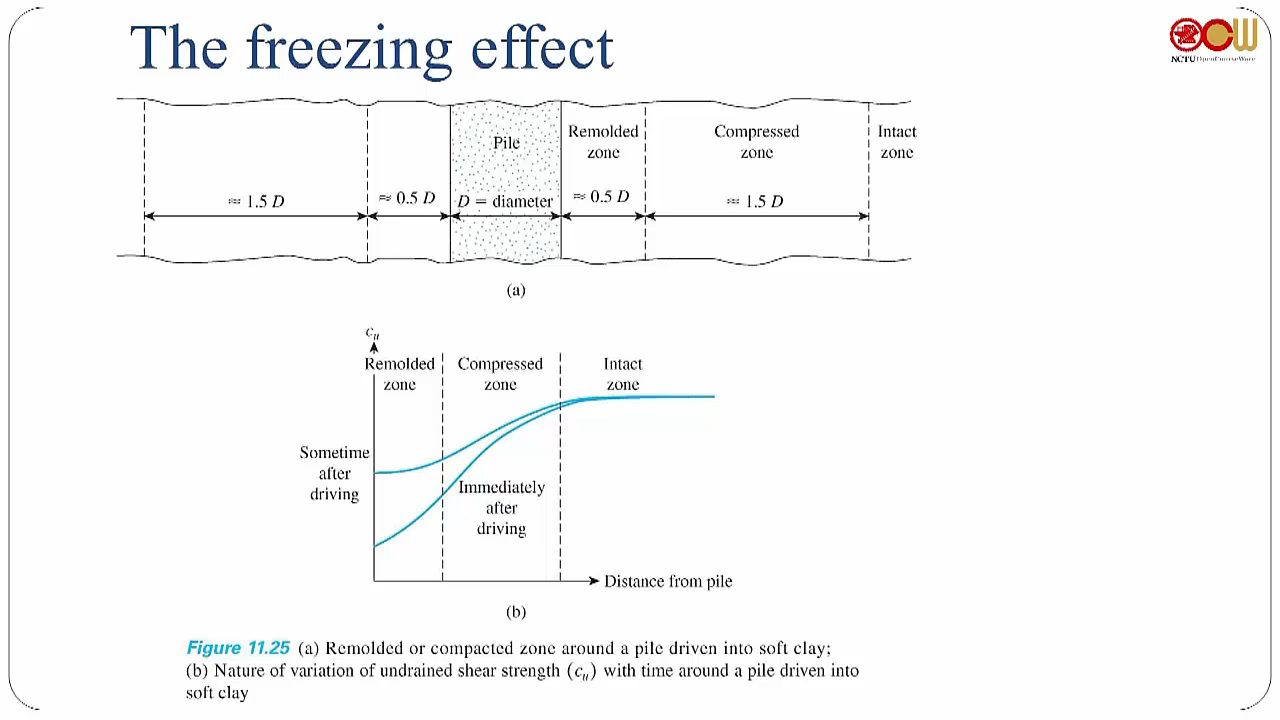 The freezing effect
NCTU OpenCourseWare
Pile
Remolded
zone
Compressed
zone
Intact
zone
≈ 1.5 D
≈ 0.5 D
D = diameter
≈ 0.5 D
≈ 1.5 D
(a)
cu
Remolded
zone
Compressed
zone
Intact
zone
Sometime
after
driving
Immediately
after
driving
Distance from pile
(b)
Figure 11.25 (a) Remolded or compacted zone around a pile driven into soft clay;
(b) Nature of variation of undrained shear strength (cu) with time around a pile driven into
soft clay